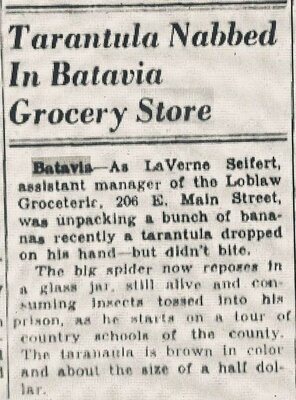 Tarantula Nabbed
In Batavia
Grocery Store
Batavia—As LaVerne Seifert,
assistant manager of the Loblaw
Groceteric, 206 E. Main Street,
was unpacking a bunch of bana-
nas recently a tarantula dropped
on his hand—but didn't bite.
The big spider now reposes in
a glass jar, still alive and con-
suming insects tossed into his
prison, as he starts on a tour of
country schools of the county.
The taranaula is brown in color
and about the size of a half dol-
lar.